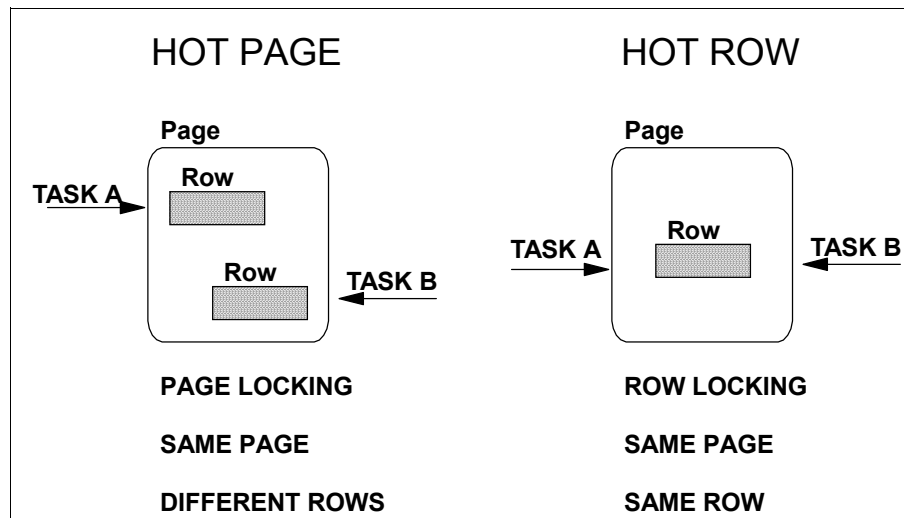 HOT PAGE
Page
Row
TASK A
Row
TASK B
PAGE LOCKING
SAME PAGE
DIFFERENT ROWS
HOT ROW
Page
Row
TASK A
TASK B
ROW LOCKING
SAME PAGE
SAME ROW